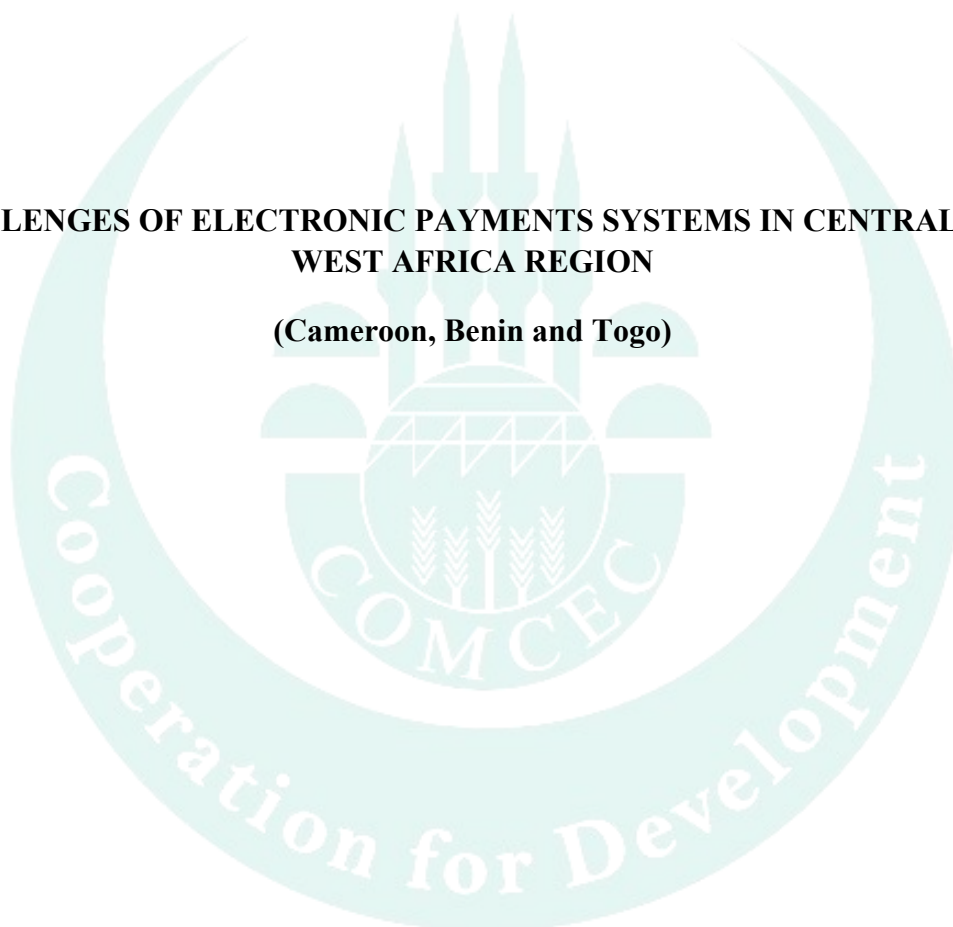 LENGES OF ELECTRONIC PAYMENTS SYSTEMS IN CENTRAL
WEST AFRICA REGION
(Cameroon, Benin and Togo)
COMCEC
Cooperation for Development